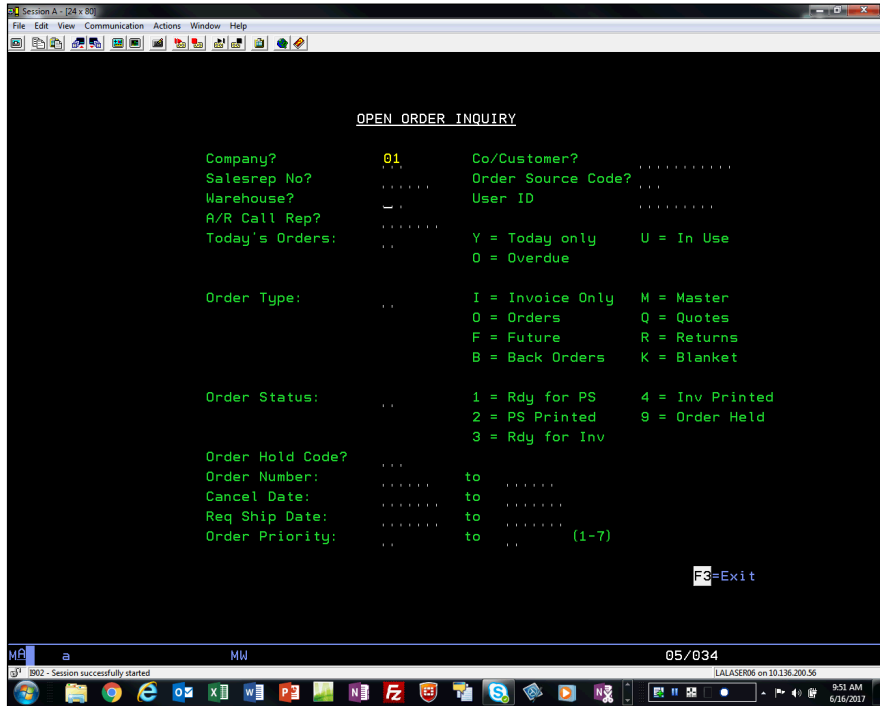 Session A - [24 x 80]
File Edit View Communication Actions Window Help
OPEN ORDER INQUIRY
Company? 01 Co/Customer?
Salesrep No? Order Source Code?
Warehouse? User ID
A/R Call Rep?
Today's Orders: Y = Today only U = In Use
O = Overdue
Order Type: I = Invoice Only M = Master
O = Orders Q = Quotes
F = Future R = Returns
B = Back Orders K = Blanket
Order Status: 1 = Rdy for PS 4 = Inv Printed
2 = PS Printed 9 = Order Held
3 = Rdy for Inv
Order Hold Code?
Order Number: to
Cancel Date: to
Req Ship Date: to
Order Priority: to (1-7)
F3=Exit
MA a MW 05/034
I902 - Session successfully started LALASER06 on 10.136.200.56
9:51 AM
6/16/2017